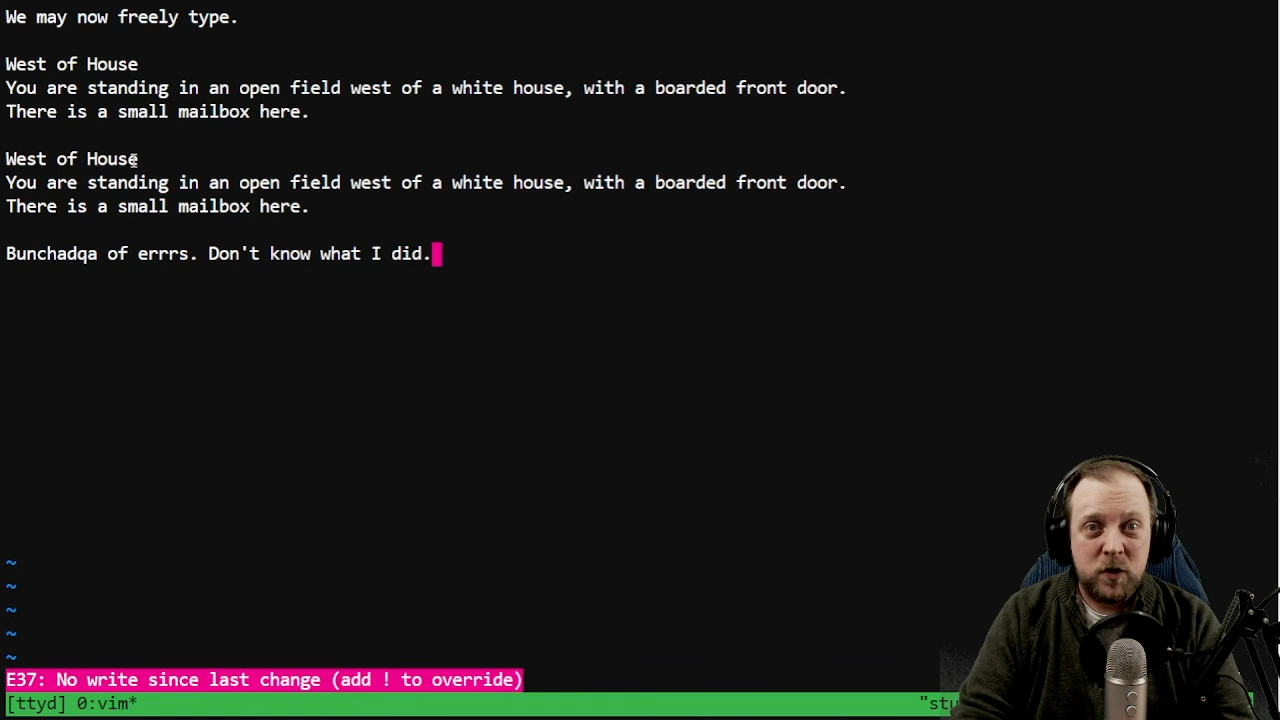 We may now freely type.
West of House
You are standing in an open field west of a white house, with a boarded front door.
There is a small mailbox here.
West of House
You are standing in an open field west of a white house, with a boarded front door.
There is a small mailbox here.
Bunchadqa of errrs. Don't know what I did.
~
~
~
~
~
E37: No write since last change (add ! to override)
[ttyd] 0:vim*